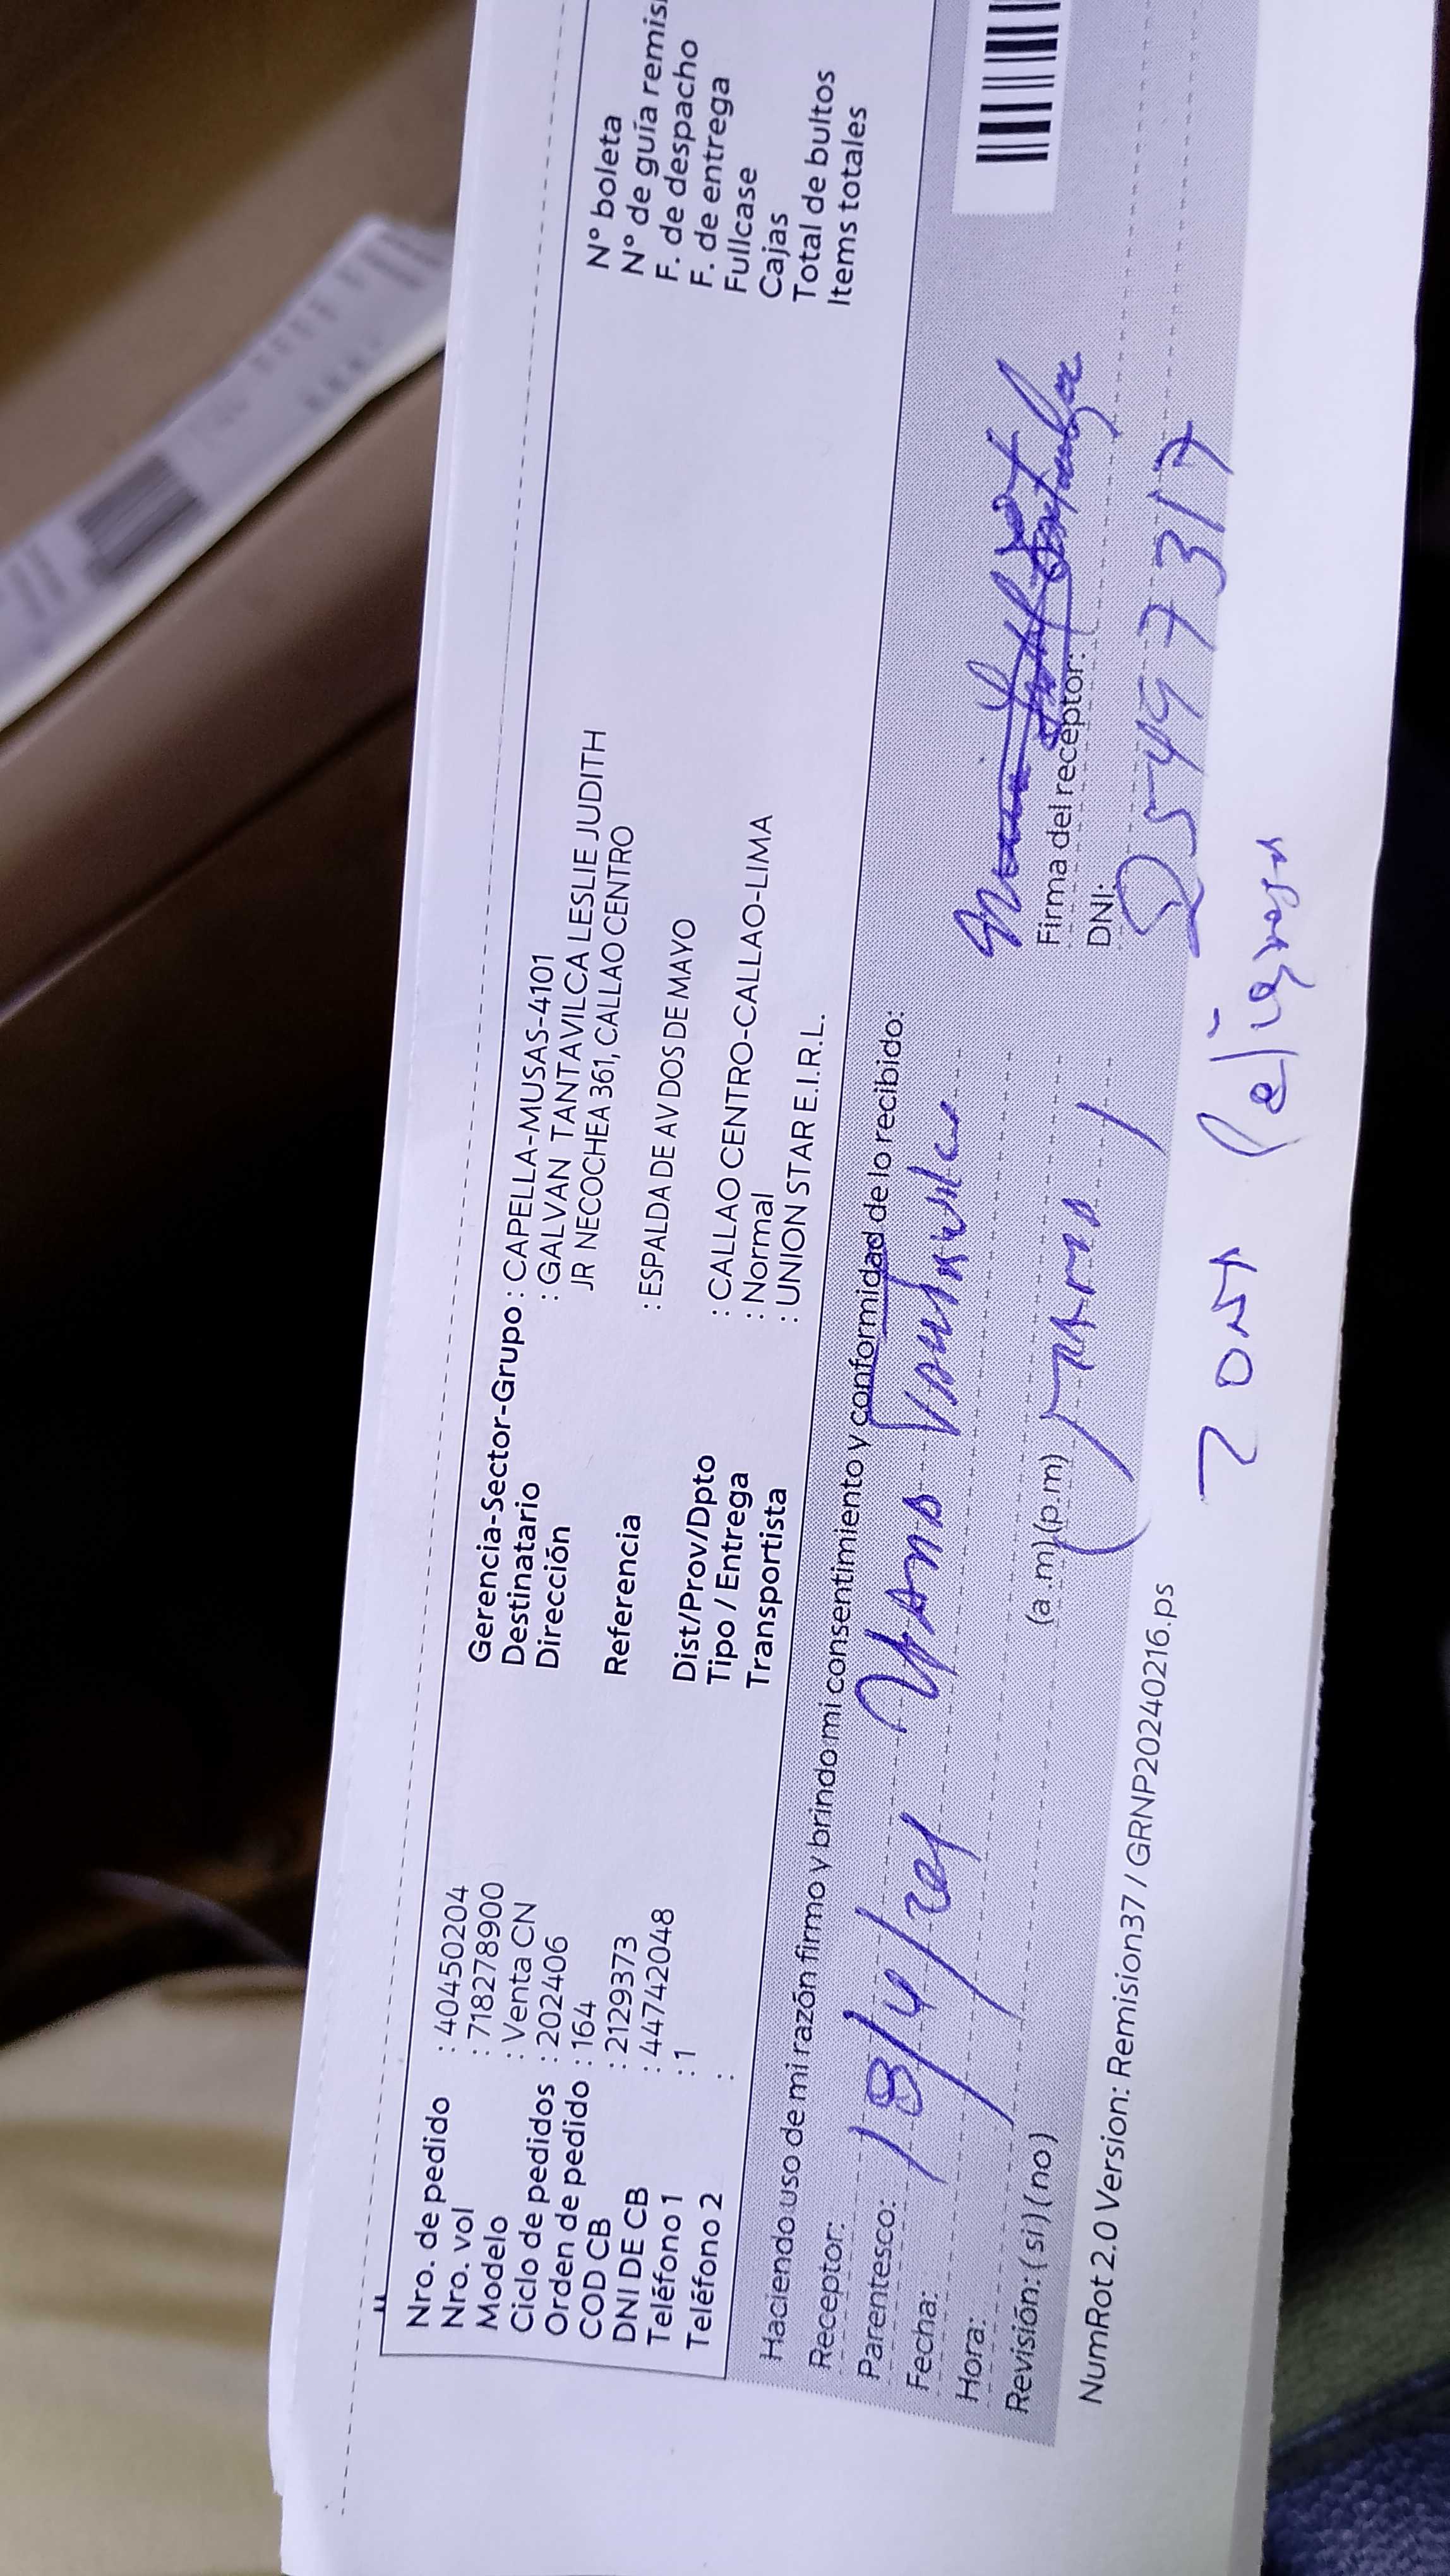 Nro. de pedido : 40450204
Nro. vol : 718278900
Modelo : Venta CN
Ciclo de pedidos : 202406
Orden de pedido : 164
COD CB : 2129373
DNI DE CB : 44742048
Teléfono 1 : 1
Teléfono 2 :
Gerencia-Sector-Grupo : CAPELLA-MUSAS-4101
Destinatario : GALVAN TANTAVILCA LESLIE JUDITH
Dirección JR NECOCHEA 361, CALLAO CENTRO
Referencia : ESPALDA DE AV DOS DE MAYO
Dist/Prov/Dpto : CALLAO CENTRO-CALLAO-LIMA
Tipo / Entrega : Normal
Transportista : UNION STAR E.I.R.L.
N° boleta
N° de guía remis
F. de despacho
F. de entrega
Fullcase
Cajas
Total de bultos
Items totales
Haciendo uso de mi razón firmo y brindo mi consentimiento y conformidad de lo recibido:
Receptor:
Parentesco:
Fecha: 18/4/
Hora: (a.m) (p.m)
Revisión: (si) (no)
Firma del receptor:
DNI: 25497317
NumRot 2.0 Version: Remision37 / GRNP20240216.ps
ZONA Peligrosa